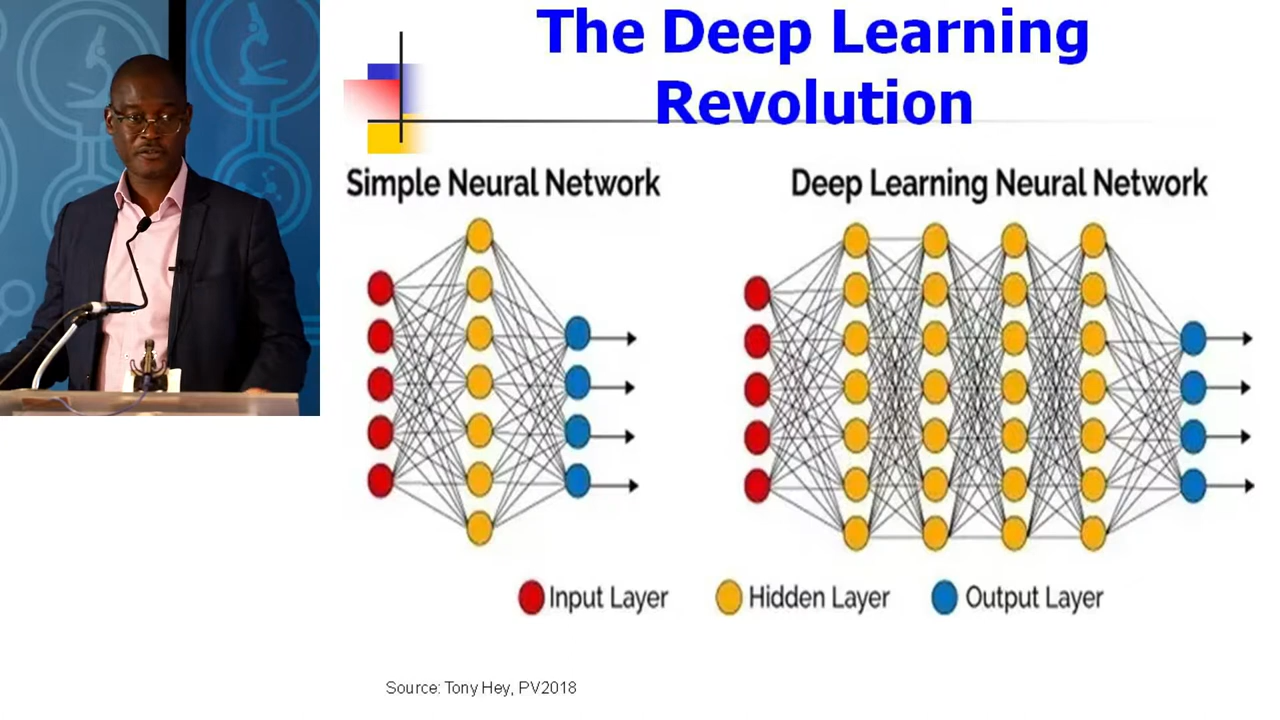 The Deep Learning
Revolution
Simple Neural Network
Deep Learning Neural Network
Input Layer
Hidden Layer
Output Layer
Source: Tony Hey, PV2018